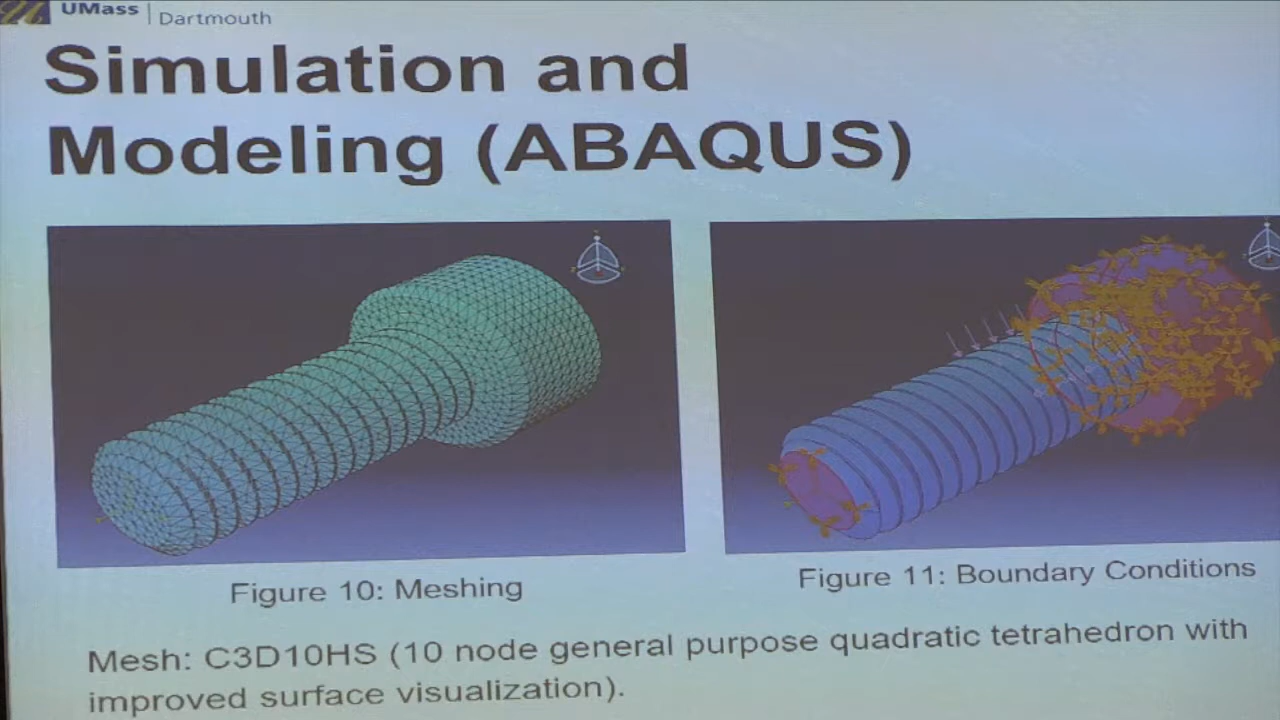 UMass
Dartmouth
Simulation and
Modeling (ABAQUS)
Figure 10: Meshing
Figure 11: Boundary Conditions
Mesh: C3D10HS (10 node general purpose quadratic tetrahedron with
improved surface visualization).